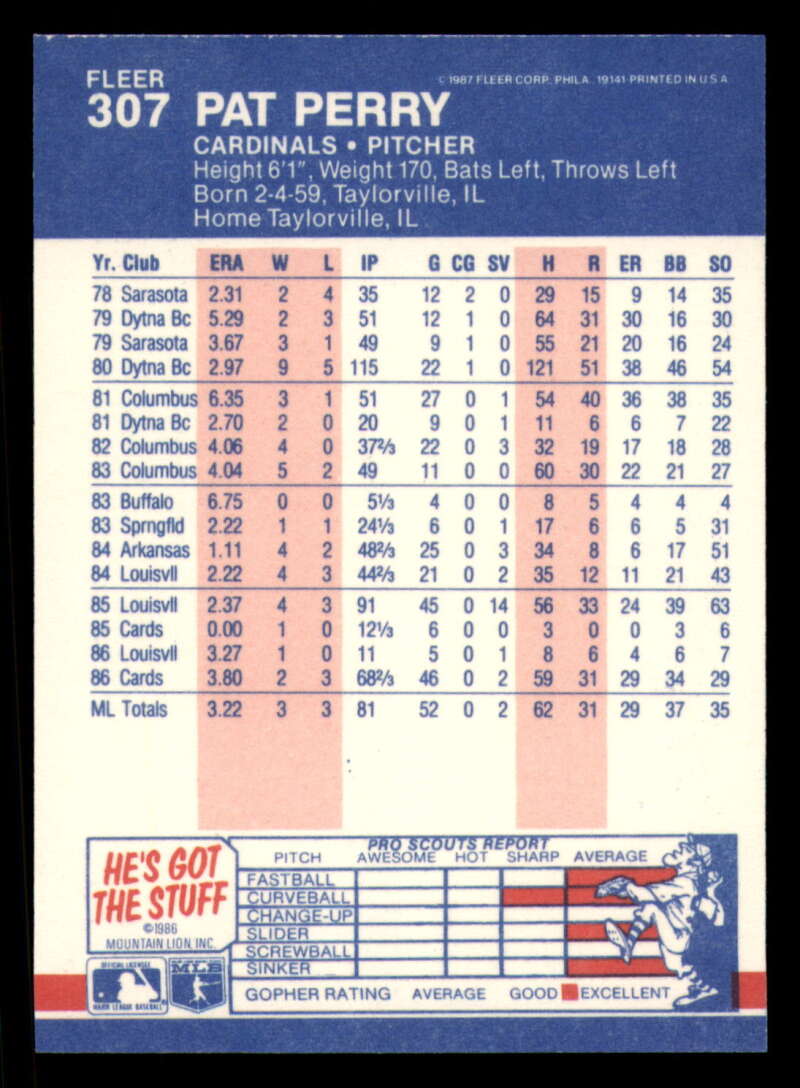 FLEER
© 1987 FLEER CORP. PHILA. 19141-PRINTED IN U.S.A.
307 PAT PERRY
CARDINALS • PITCHER
Height 6'1", Weight 170, Bats Left, Throws Left
Born 2-4-59, Taylorville, IL
Home Taylorville, IL
Yr. Club ERA W L IP G CG SV H R ER BB SO
78 Sarasota 2.31 2 4 35 12 2 0 29 15 9 14 35
79 Dytna Bc 5.29 2 3 51 12 1 0 64 31 30 16 30
79 Sarasota 3.67 3 1 49 9 1 0 55 21 20 16 24
80 Dytna Bc 2.97 9 5 115 22 1 0 121 51 38 46 54
81 Columbus 6.35 3 1 51 27 0 1 54 40 36 38 35
81 Dytna Bc 2.70 2 0 20 9 0 1 11 6 6 7 22
82 Columbus 4.06 4 0 37⅔ 22 0 3 32 19 17 18 28
83 Columbus 4.04 5 2 49 11 0 0 60 30 22 21 27
83 Buffalo 6.75 0 0 5⅓ 4 0 0 8 5 4 4 4
83 Sprngfld 2.22 1 1 24⅓ 6 0 1 17 6 6 5 31
84 Arkansas 1.11 4 2 48⅔ 25 0 3 34 8 6 17 51
84 Louisvll 2.22 4 3 44⅔ 21 0 2 35 12 11 21 43
85 Louisvll 2.37 4 3 91 45 0 14 56 33 24 39 63
85 Cards 0.00 1 0 12⅓ 6 0 0 3 0 0 3 6
86 Louisvll 3.27 1 0 11 5 0 1 8 6 4 6 7
86 Cards 3.80 2 3 68⅔ 46 0 2 59 31 29 34 29
ML Totals 3.22 3 3 81 52 0 2 62 31 29 37 35
HE'S GOT
THE STUFF
©1986
MOUNTAIN LION, INC.
OFFICIAL LICENSEE
MAJOR LEAGUE BASEBALL
MLB
PRO SCOUTS REPORT
PITCH AWESOME HOT SHARP AVERAGE
FASTBALL
CURVEBALL
CHANGE-UP
SLIDER
SCREWBALL
SINKER
GOPHER RATING AVERAGE GOOD EXCELLENT